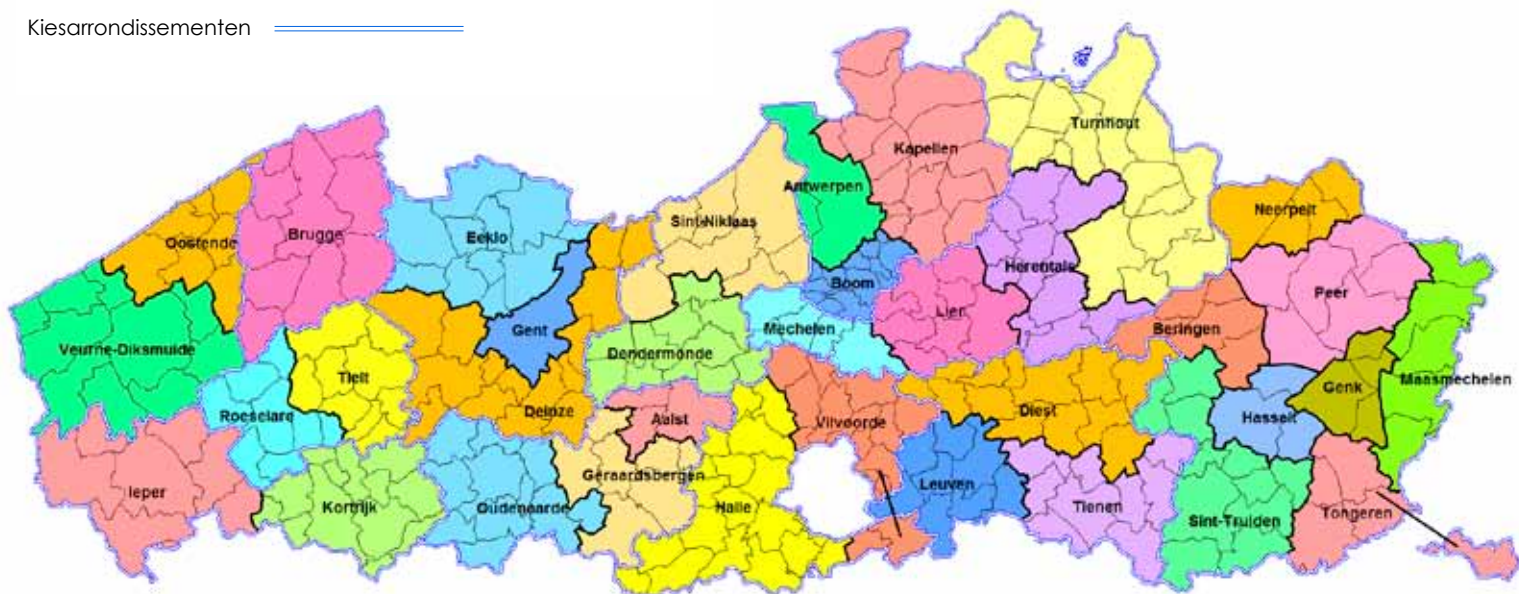 Kiesarrondissementen
Turnhout
Kapellen
Antwerpen
Neerpelt
Sint-Niklaas
Brugge
Eeklo
Oostende
Herentals
Boom
Peer
Lier
Gent
Mechelen
Beringen
Veurne-Diksmuide
Dendermonde
Tielt
Maasmechelen
Genk
Deinze
Diest
Roeselare
Aalst
Vilvoorde
Hasselt
Geraardsbergen
Leuven
Ieper
Kortrijk
Oudenaarde
Halle
Tienen
Tongeren
Sint-Truiden